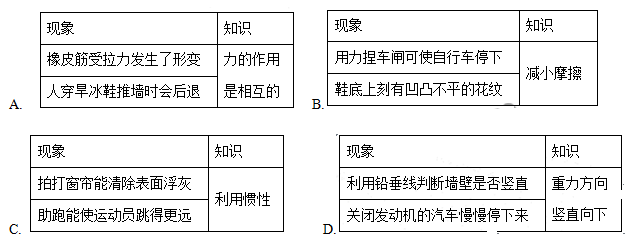 现象 知识
橡皮筋受拉力发生了形变 力的作用
人穿旱冰鞋推墙时会后退 是相互的
A.
现象 知识
用力捏车闸可使自行车停下
减小摩擦
鞋底上刻有凹凸不平的花纹
B.
现象 知识
拍打窗帘能清除表面浮灰
利用惯性
助跑能使运动员跳得更远
C.
现象 知识
利用铅垂线判断墙壁是否竖直 重力方向
关闭发动机的汽车慢慢停下来 竖直向下
D.